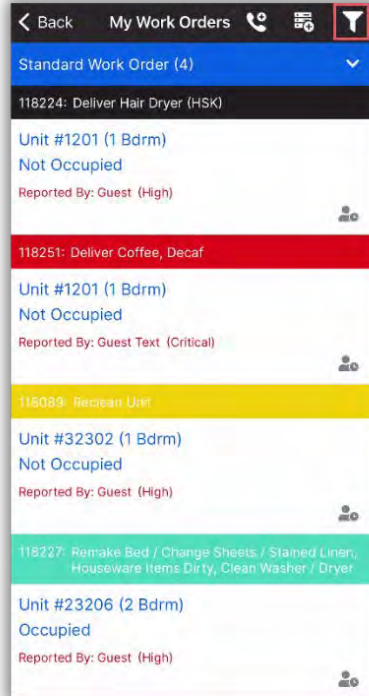 Back My Work Orders
Standard Work Order (4)
118224: Deliver Hair Dryer (HSK)
Unit #1201 (1 Bdrm)
Not Occupied
Reported By: Guest (High)
118251: Deliver Coffee, Decaf
Unit #1201 (1 Bdrm)
Not Occupied
Reported By: Guest Text (Critical)
118089: Reclean Unit
Unit #32302 (1 Bdrm)
Not Occupied
Reported By: Guest (High)
118227: Remake Bed / Change Sheets / Stained Linen,
Houseware Items Dirty, Clean Washer / Dryer
Unit #23206 (2 Bdrm)
Occupied
Reported By: Guest (High)